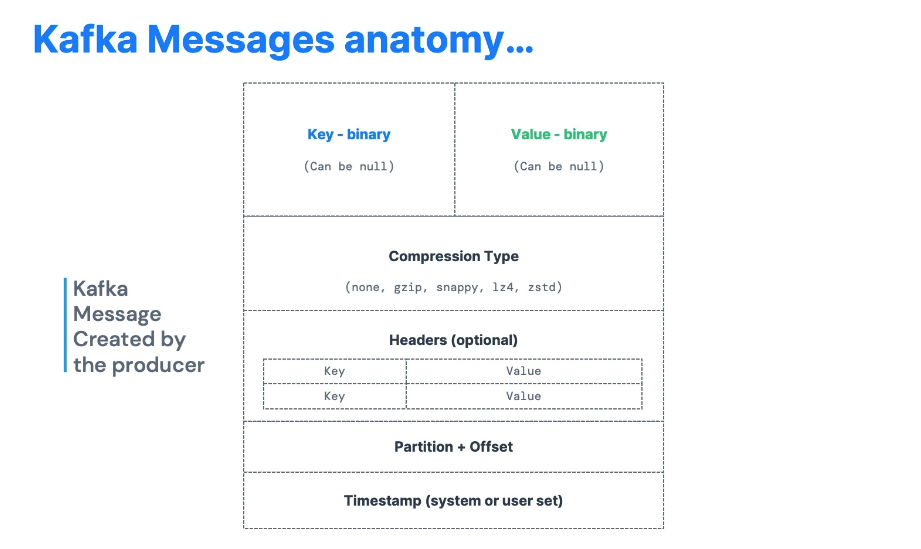 Kafka Messages anatomy...
Key - binary
Value - binary
(Can be null)
(Can be null)
Compression Type
(none, gzip, snappy, lz4, zstd)
Kafka
Message
Created by
the producer
Headers (optional)
Key
Value
Key
Value
Partition + Offset
Timestamp (system or user set)